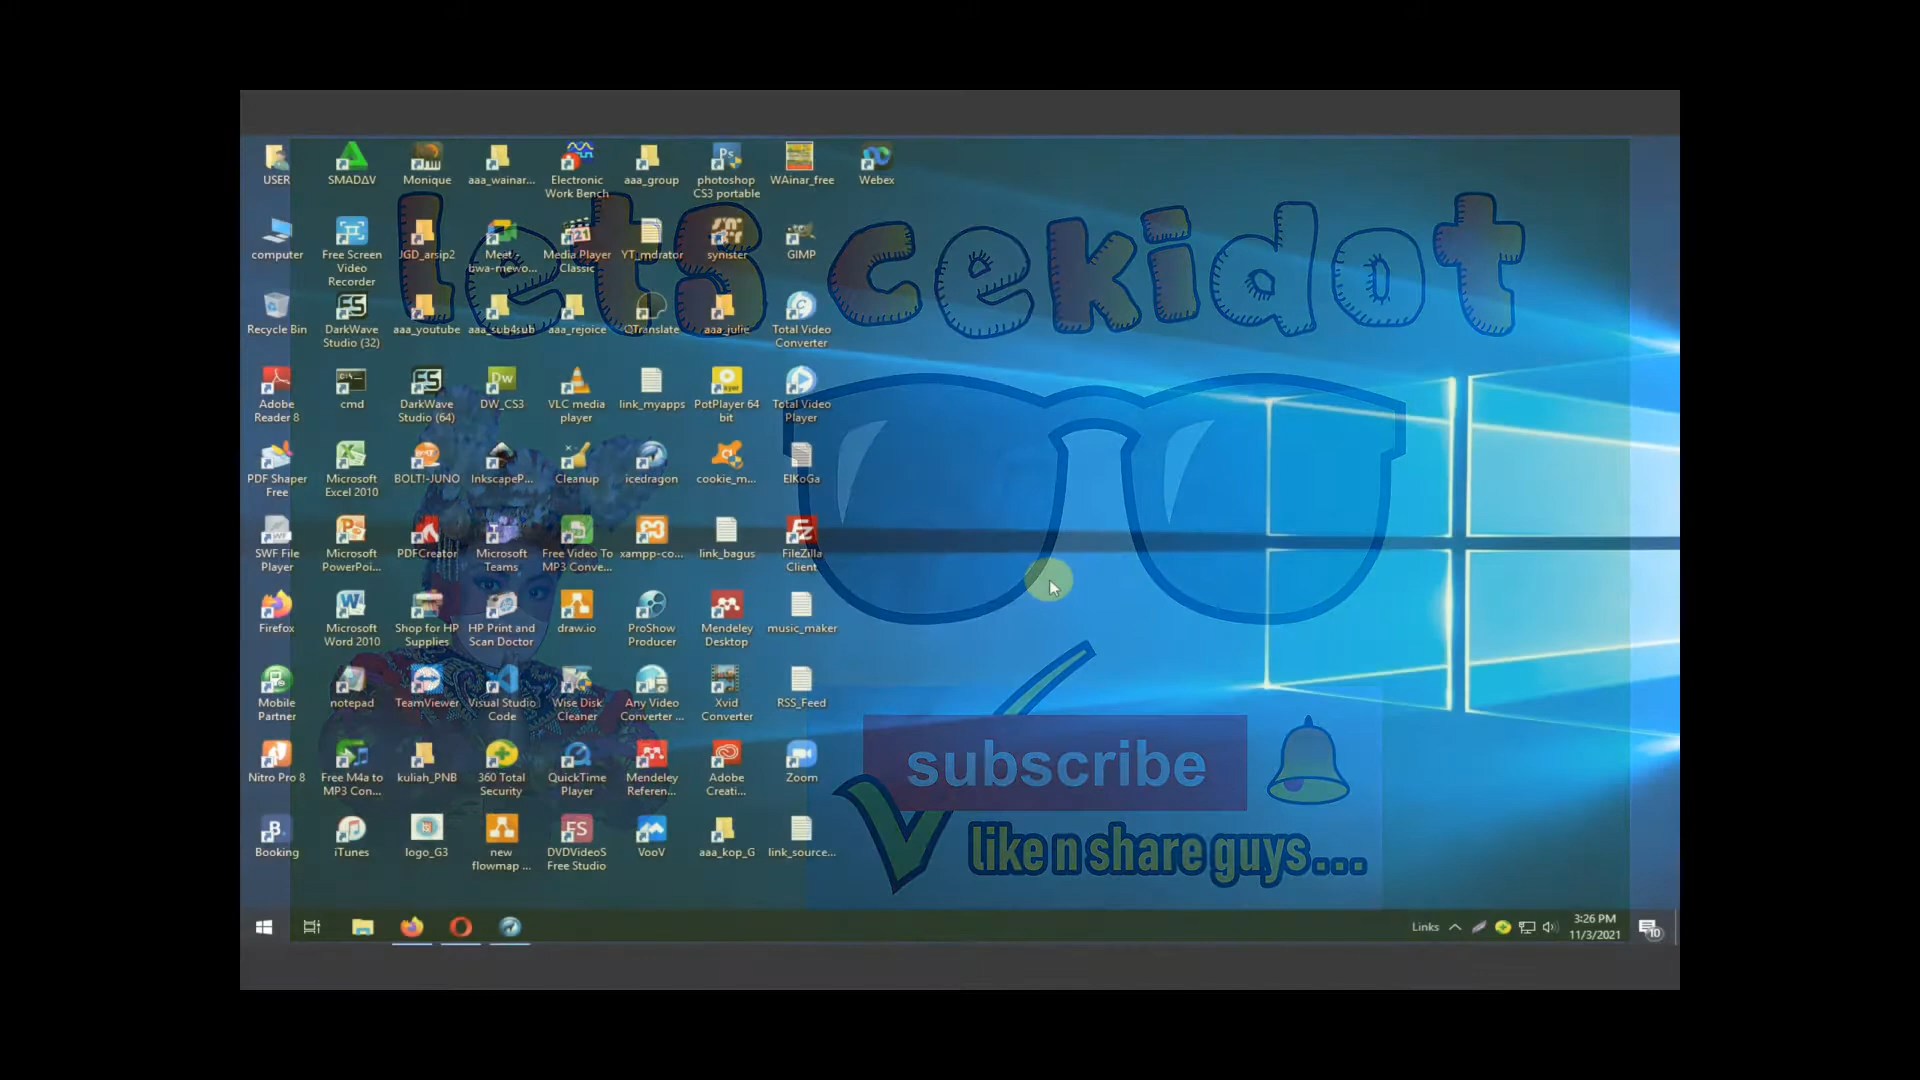 USER
SMADΔV
Monique
aaa_wainar...
Electronic
Work Bench
aaa_group
photoshop
CS3 portable
WAinar_free
Webex
lets cekidot
computer
Free Screen
Video
Recorder
JGD_arsip2
Meet -
bwa-mewo...
Media Player
Classic
YT_mdrator
synister
GIMP
Recycle Bin
DarkWave
Studio (32)
aaa_youtube
aaa_sub4sub
aaa_rejoice
QTranslate
aaa_julie
Total Video
Converter
Adobe
Reader 8
cmd
DarkWave
Studio (64)
DW_CS3
VLC media
player
link_myapps
PotPlayer 64
bit
Total Video
Player
PDF Shaper
Free
Microsoft
Excel 2010
BOLT!-JUNO
InkscapeP...
Cleanup
icedragon
cookie_m...
ElKoGa
SWF File
Player
Microsoft
PowerPoi...
PDFCreator
Microsoft
Teams
Free Video To
MP3 Conve...
xampp-co...
link_bagus
FileZilla
Client
Firefox
Microsoft
Word 2010
Shop for HP
Supplies
HP Print and
Scan Doctor
draw.io
ProShow
Producer
Mendeley
Desktop
music_maker
Mobile
Partner
notepad
TeamViewer
Visual Studio
Code
Wise Disk
Cleaner
Any Video
Converter ...
Xvid
Converter
RSS_Feed
Nitro Pro 8
Free M4a to
MP3 Con...
kuliah_PNB
360 Total
Security
QuickTime
Player
Mendeley
Referen...
Adobe
Creati...
Zoom
subscribe
Booking
iTunes
logo_G3
new
flowmap ...
DVDVideoS
Free Studio
VooV
aaa_kop_G
link_source...
like n share guys...
Links
3:26 PM
11/3/2021
10